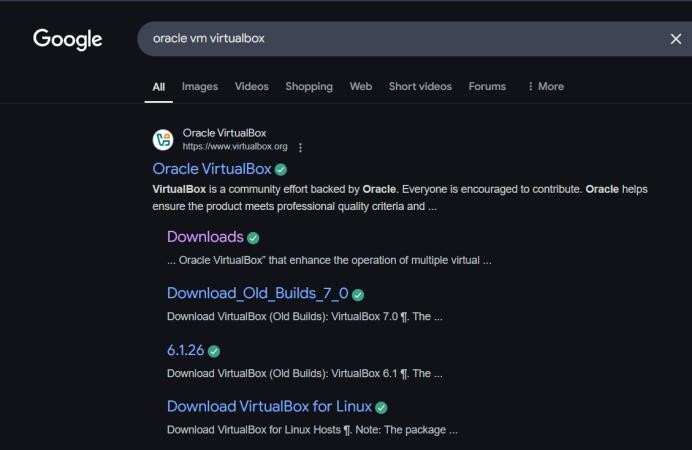 Google
oracle vm virtualbox
All Images Videos Shopping Web Short videos Forums More
Oracle VirtualBox
https://www.virtualbox.org
Oracle VirtualBox
VirtualBox is a community effort backed by Oracle. Everyone is encouraged to contribute. Oracle helps
ensure the product meets professional quality criteria and ...
Downloads
... Oracle VirtualBox” that enhance the operation of multiple virtual ...
Download_Old_Builds_7_0
Download VirtualBox (Old Builds): VirtualBox 7.0 ¶. The ...
6.1.26
Download VirtualBox (Old Builds): VirtualBox 6.1 ¶. The ...
Download VirtualBox for Linux
Download VirtualBox for Linux Hosts ¶. Note: The package ...